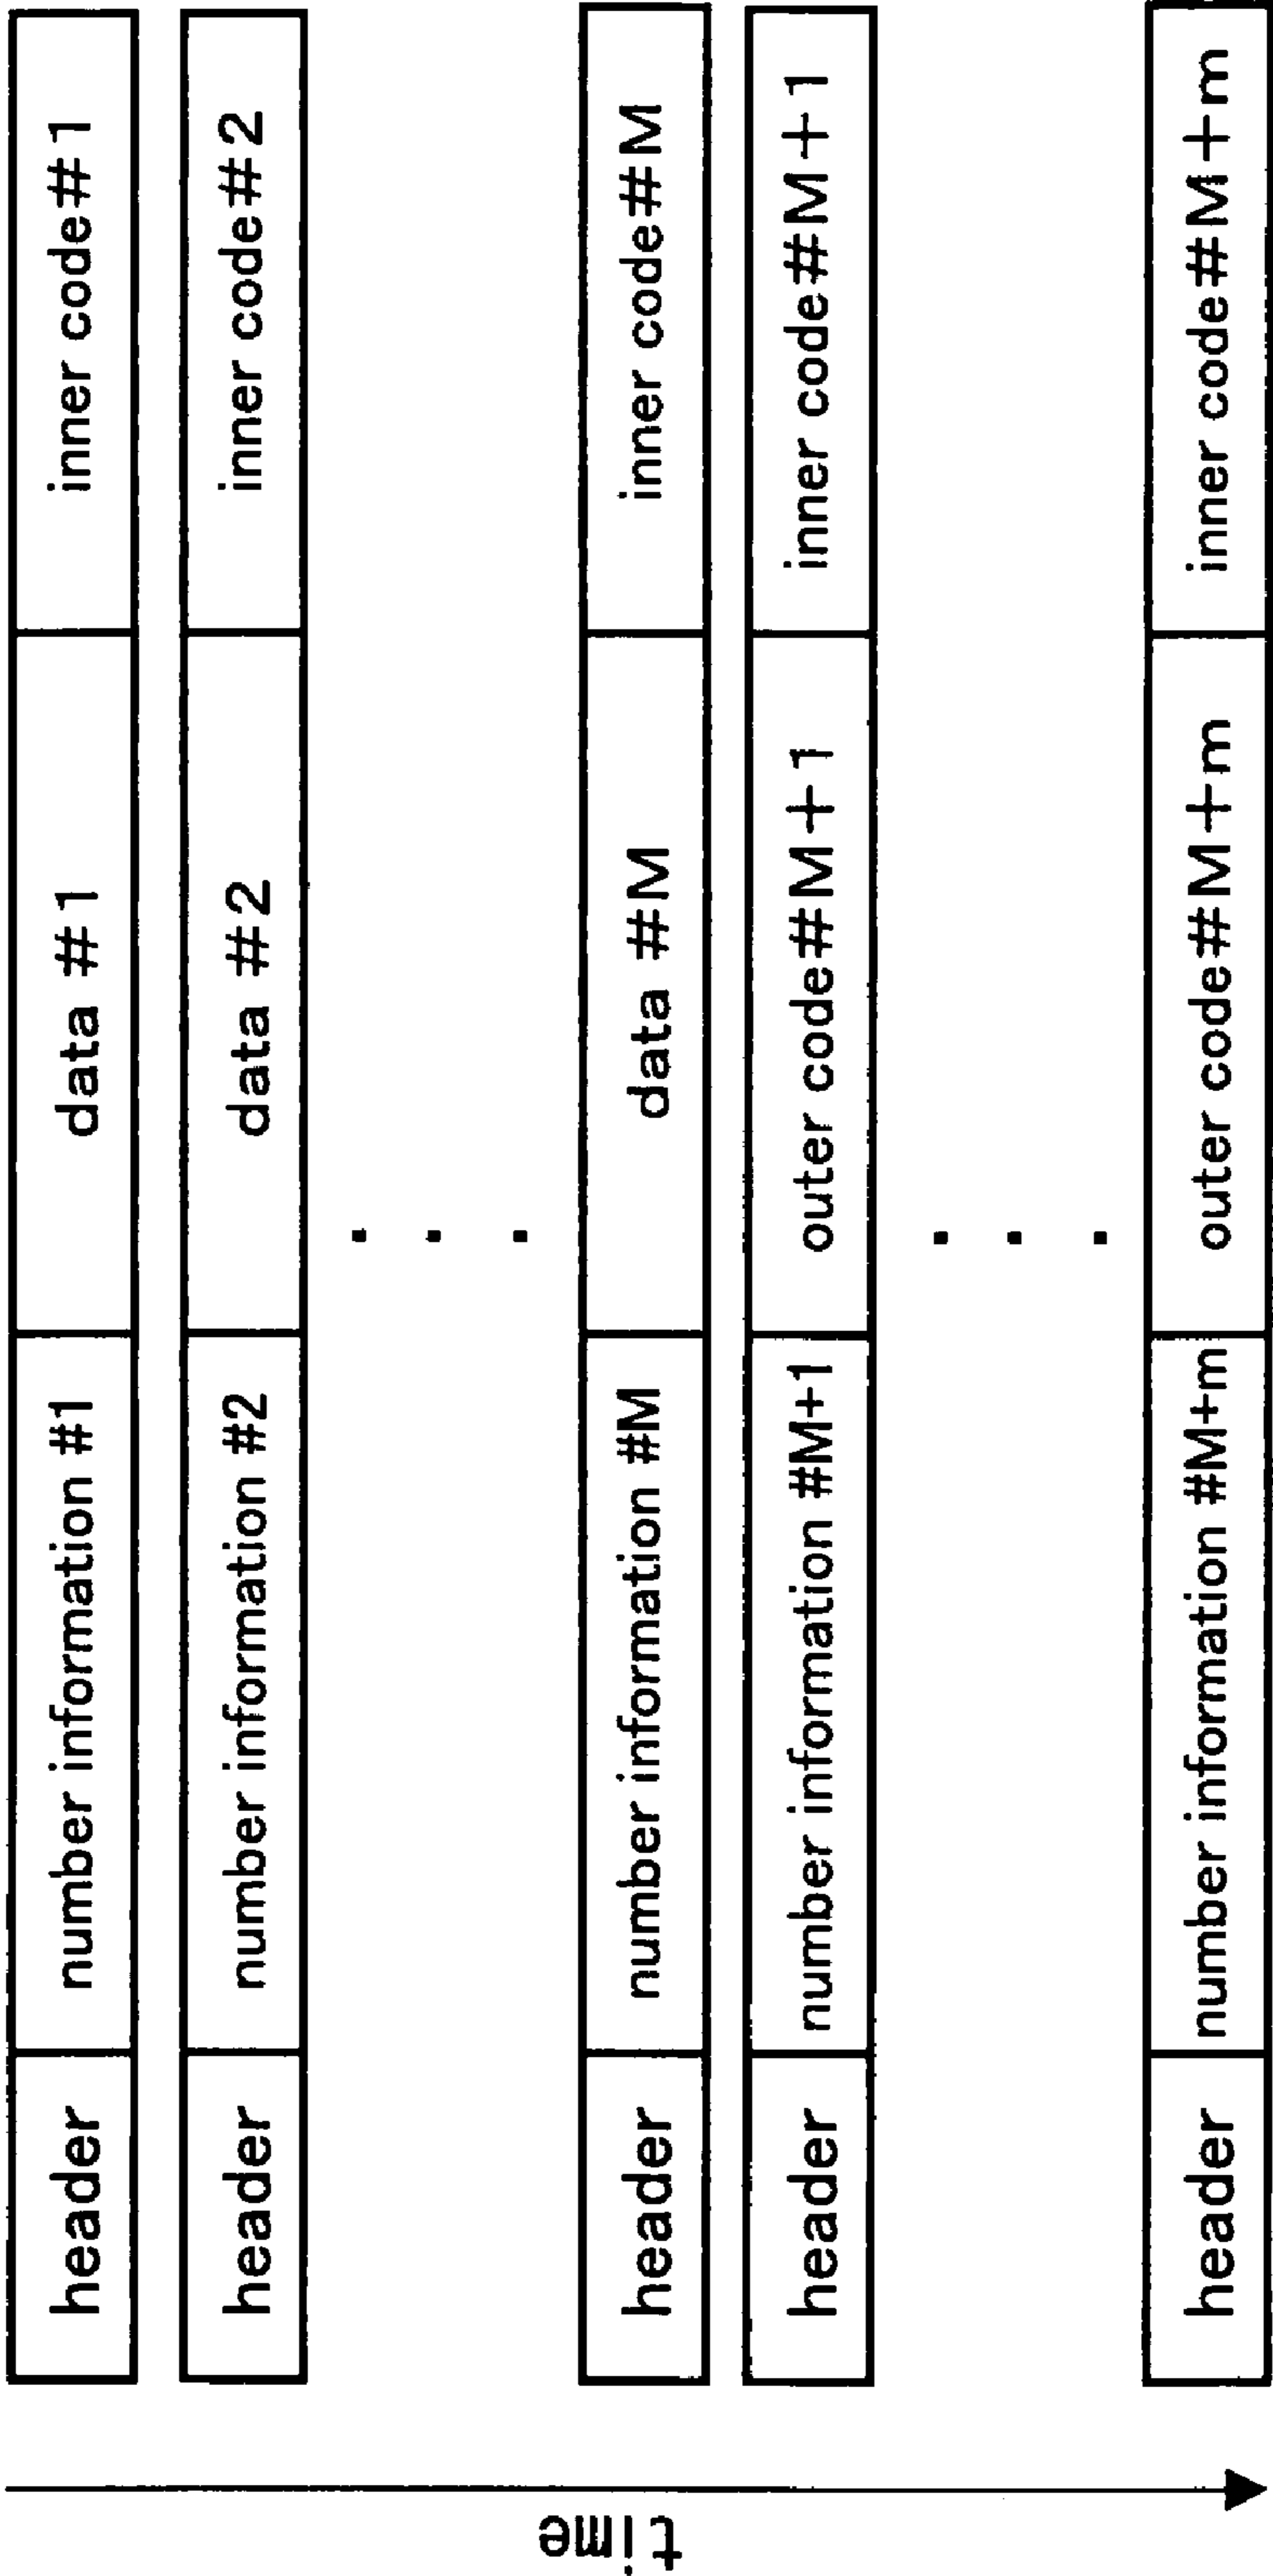 header number information #1 data #1 inner code#1
header number information #2 data #2 inner code#2
. . .
header number information #M data #M inner code#M
header number information #M+1 outer code#M+1 inner code#M+1
. . .
header number information #M+m outer code#M+m inner code#M+m
time